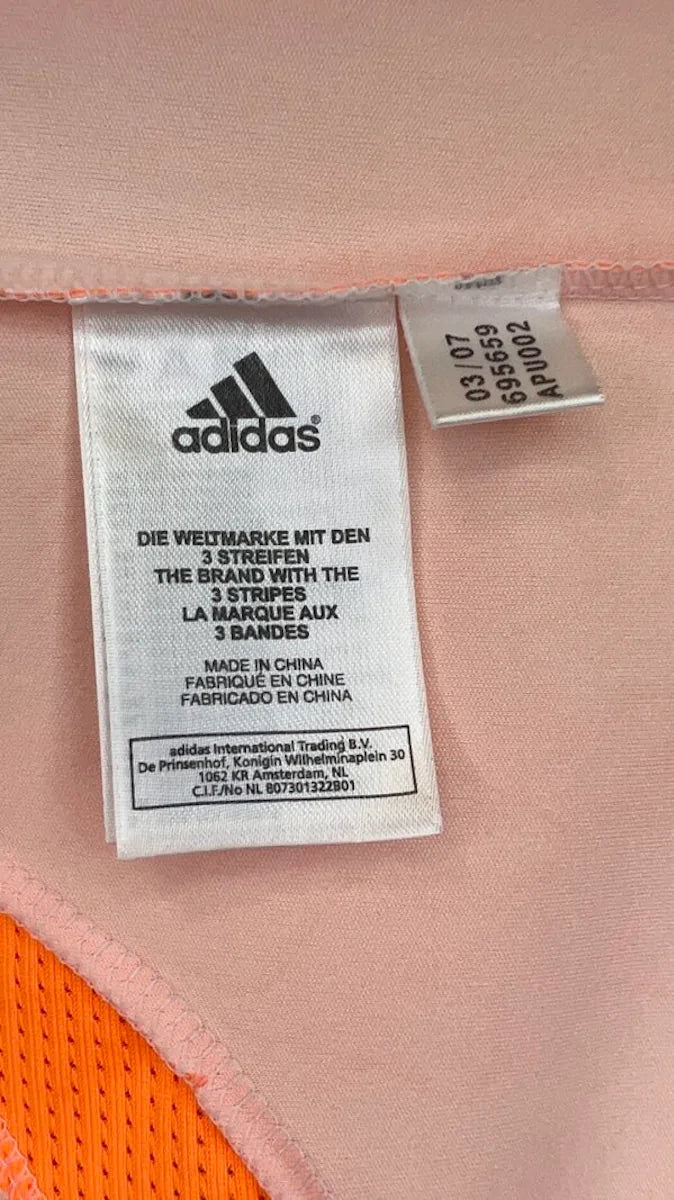 adidas®
DIE WELTMARKE MIT DEN
3 STREIFEN
THE BRAND WITH THE
3 STRIPES
LA MARQUE AUX
3 BANDES
MADE IN CHINA
FABRIQUÉ EN CHINE
FABRICADO EN CHINA
adidas International Trading B.V.
De Prinsenhof, Konigin Wilhelminaplein 30
1062 KR Amsterdam, NL
C.I.F./No NL 807301322B01
03/07
695659
APU002